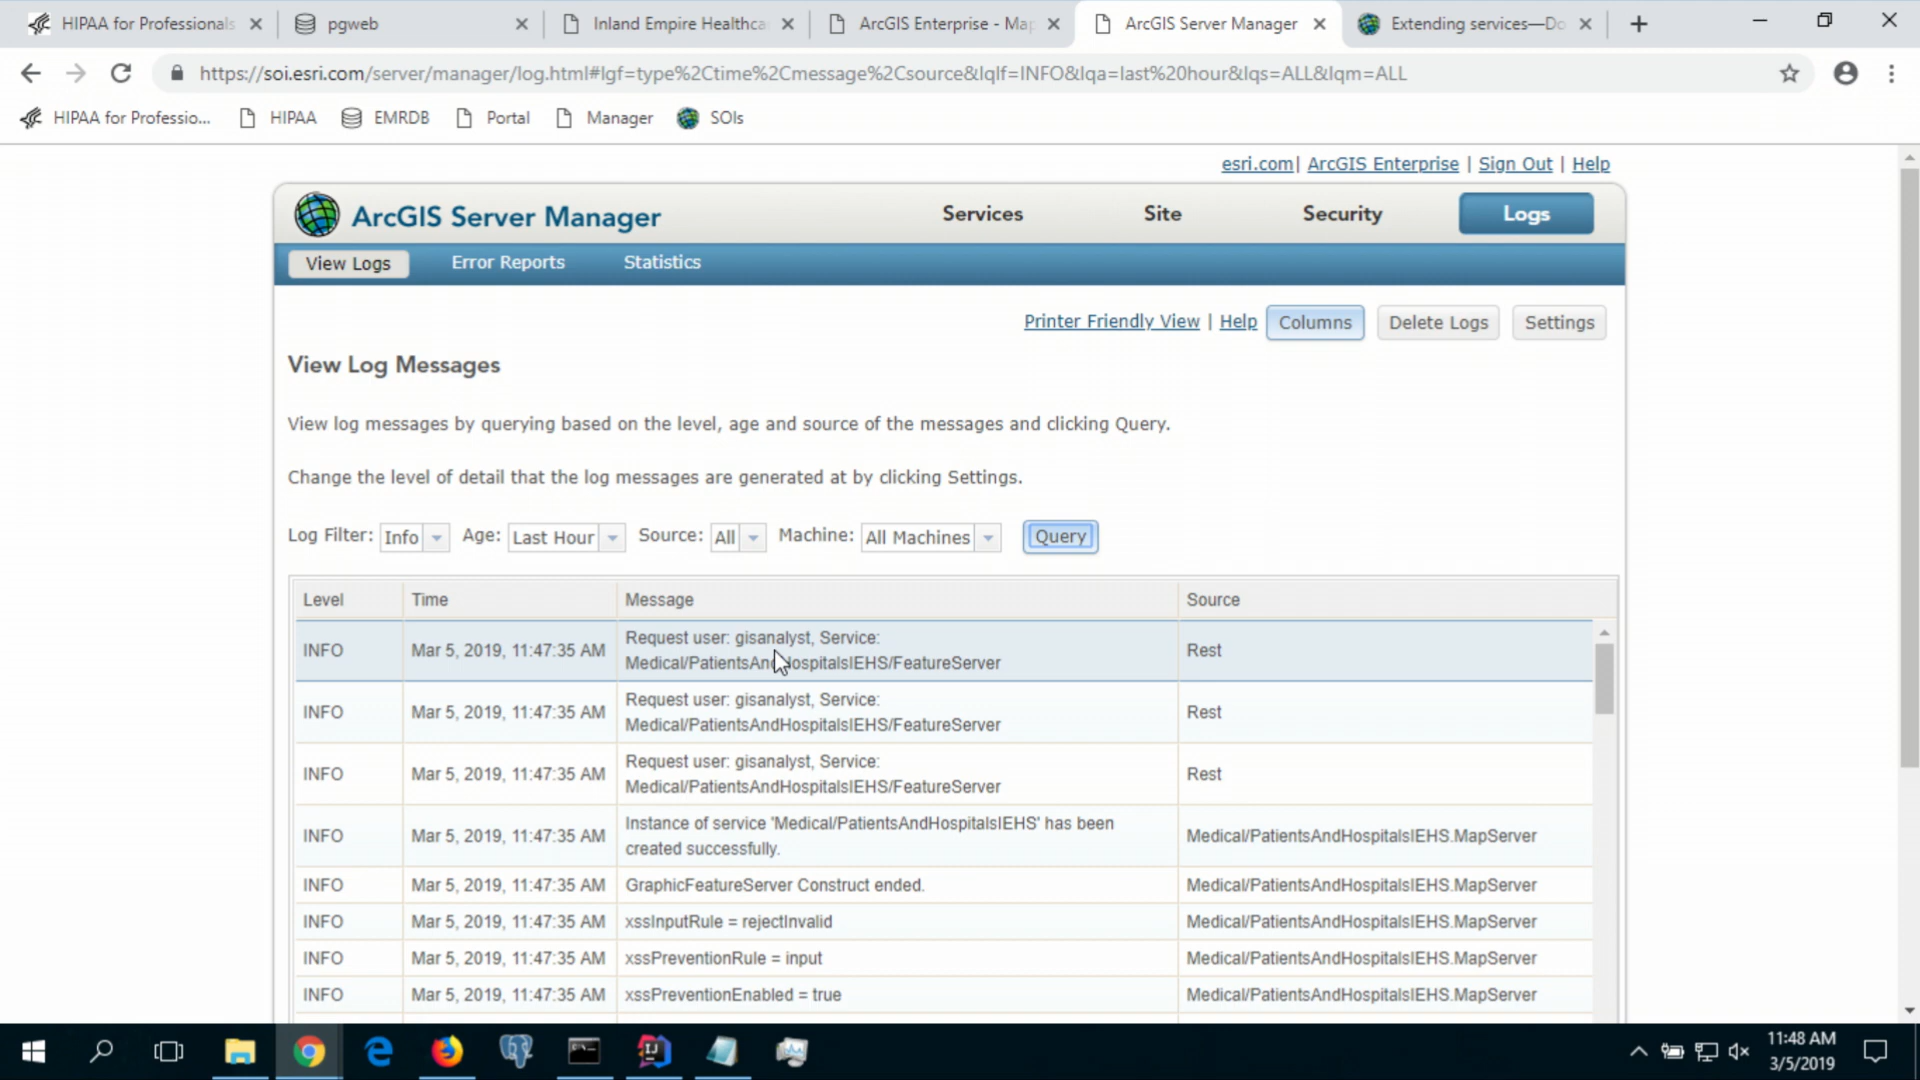 HIPAA for Professionals
pgweb
Inland Empire Healthca
ArcGIS Enterprise - Map
ArcGIS Server Manager
Extending services—Do
https://soi.esri.com/server/manager/log.html#lgf=type%2Ctime%2Cmessage%2Csource&lqlf=INFO&lqa=last%20hour&lqs=ALL&lqm=ALL
HIPAA for Professio...
HIPAA
EMRDB
Portal
Manager
SOIs
esri.com| ArcGIS Enterprise | Sign Out | Help
ArcGIS Server Manager
Services
Site
Security
Logs
View Logs
Error Reports
Statistics
Printer Friendly View | Help
Columns
Delete Logs
Settings
View Log Messages
View log messages by querying based on the level, age and source of the messages and clicking Query.
Change the level of detail that the log messages are generated at by clicking Settings.
Log Filter: Info Age: Last Hour Source: All Machine: All Machines Query
Level Time Message Source
INFO Mar 5, 2019, 11:47:35 AM Request user: gisanalyst, Service: Rest
Medical/PatientsAndHospitalsIEHS/FeatureServer
INFO Mar 5, 2019, 11:47:35 AM Request user: gisanalyst, Service: Rest
Medical/PatientsAndHospitalsIEHS/FeatureServer
INFO Mar 5, 2019, 11:47:35 AM Request user: gisanalyst, Service: Rest
Medical/PatientsAndHospitalsIEHS/FeatureServer
INFO Mar 5, 2019, 11:47:35 AM Instance of service 'Medical/PatientsAndHospitalsIEHS' has been Medical/PatientsAndHospitalsIEHS.MapServer
created successfully.
INFO Mar 5, 2019, 11:47:35 AM GraphicFeatureServer Construct ended. Medical/PatientsAndHospitalsIEHS.MapServer
INFO Mar 5, 2019, 11:47:35 AM xssInputRule = rejectInvalid Medical/PatientsAndHospitalsIEHS.MapServer
INFO Mar 5, 2019, 11:47:35 AM xssPreventionRule = input Medical/PatientsAndHospitalsIEHS.MapServer
INFO Mar 5, 2019, 11:47:35 AM xssPreventionEnabled = true Medical/PatientsAndHospitalsIEHS.MapServer
11:48 AM
3/5/2019